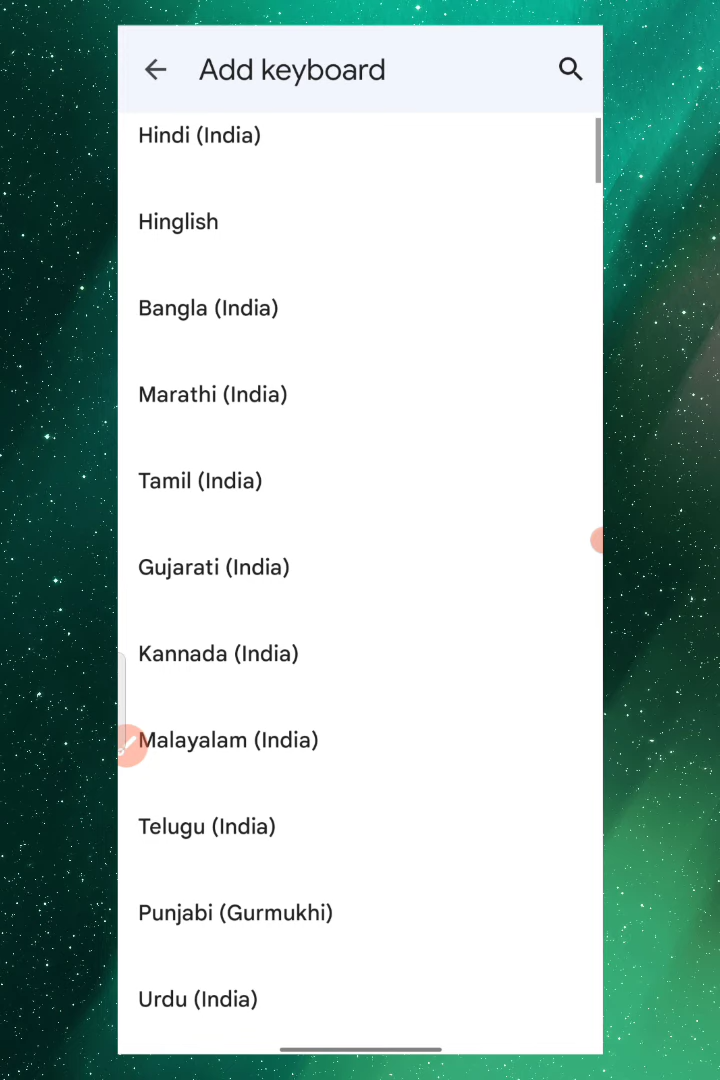 Add keyboard
Hindi (India)
Hinglish
Bangla (India)
Marathi (India)
Tamil (India)
Gujarati (India)
Kannada (India)
Malayalam (India)
Telugu (India)
Punjabi (Gurmukhi)
Urdu (India)